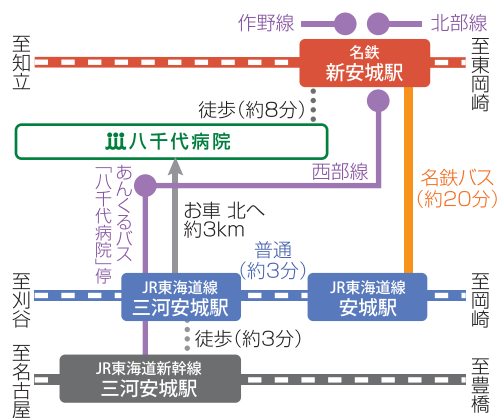 作野線
北部線
至知立
名鉄
新安城駅
至東岡崎
徒歩（約8分）
八千代病院
西部線
名鉄バス
（約20分）
あんくるバス
「八千代病院」停
お車 北へ
約3km
普通
（約3分）
至刈谷
JR東海道線
三河安城駅
JR東海道線
安城駅
至岡崎
徒歩（約3分）
至名古屋
JR東海道新幹線
三河安城駅
至豊橋